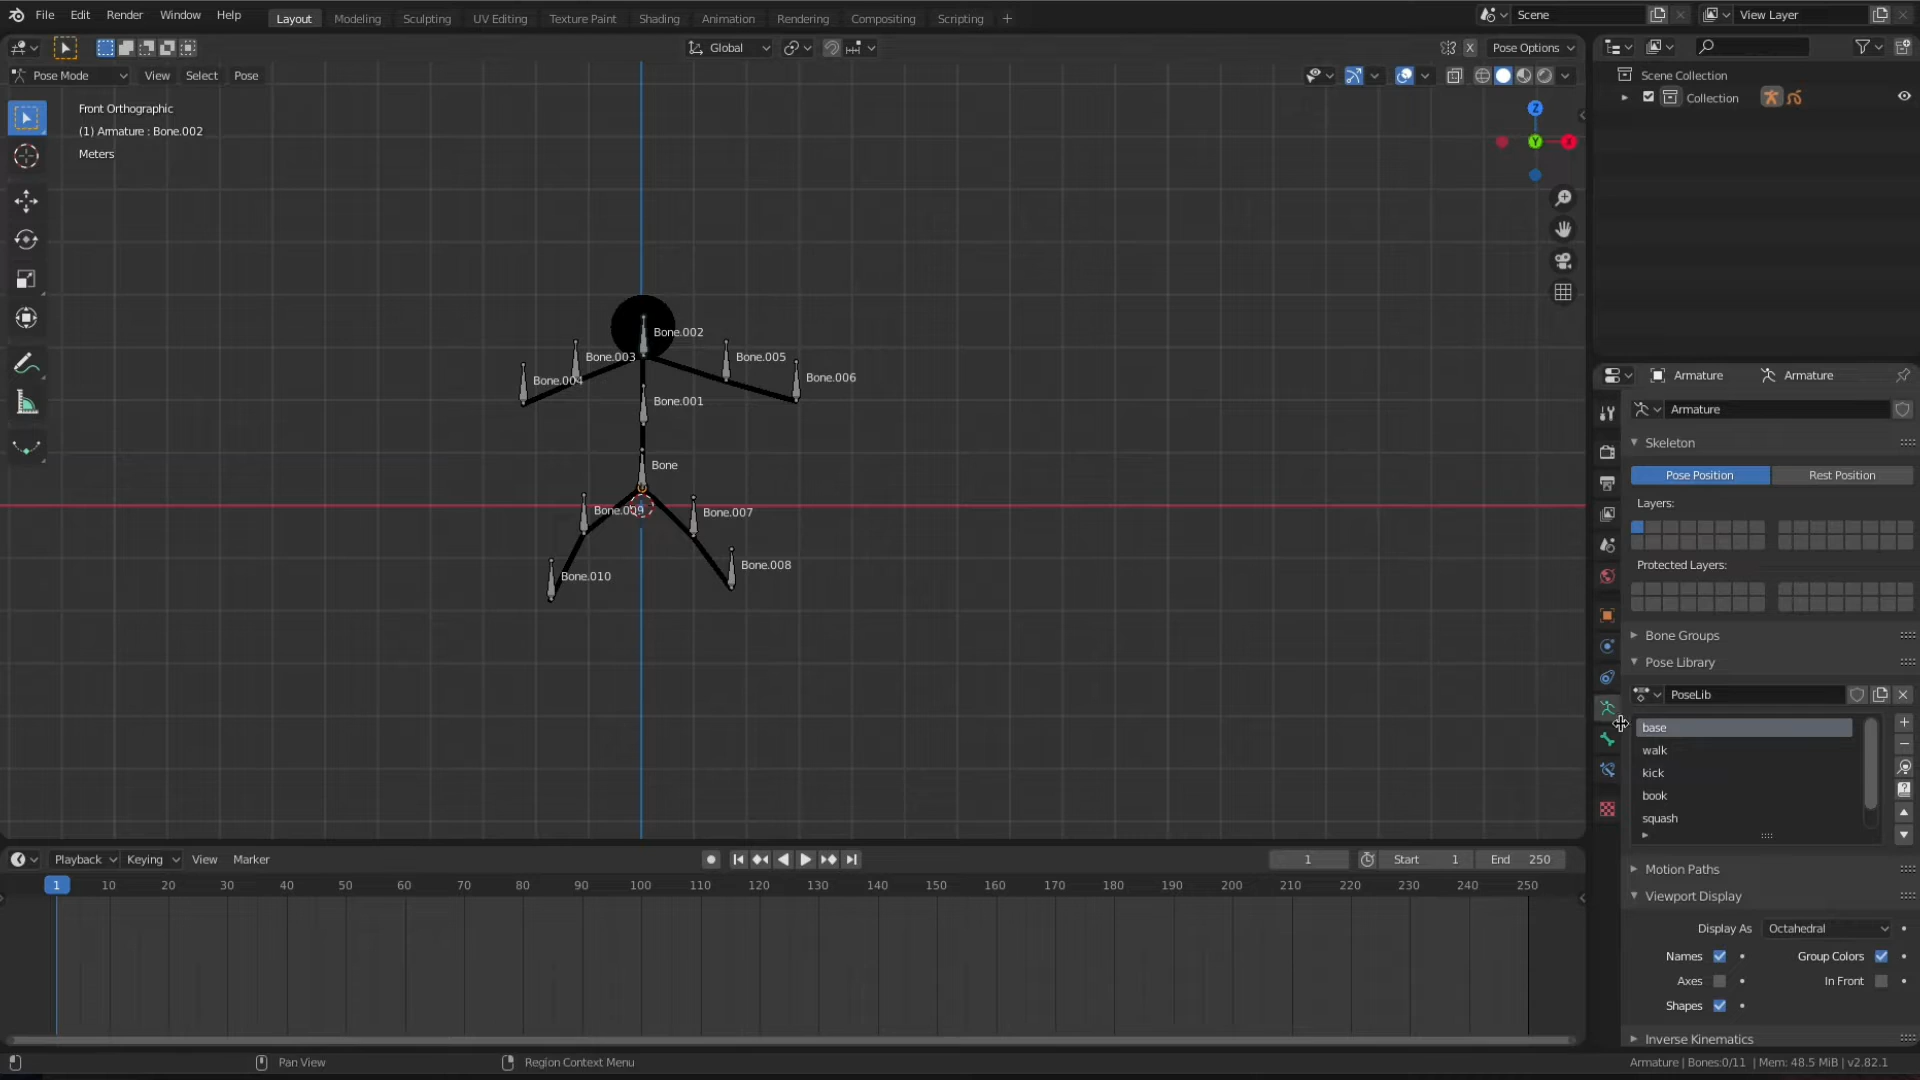 File Edit Render Window Help Layout Modeling Sculpting UV Editing Texture Paint Shading Animation Rendering Compositing Scripting + Scene View Layer
Global X Pose Options
Pose Mode View Select Pose
Front Orthographic
(1) Armature : Bone.002
Meters
Z
Y X
Scene Collection
Collection
Bone.002
Bone.003 Bone.005
Bone.004 Bone.006
Bone.001
Bone
Bone.009 Bone.007
Bone.008
Bone.010
Armature Armature
Armature
Skeleton
Pose Position Rest Position
Layers:
Protected Layers:
Bone Groups
Pose Library
PoseLib
base
walk
kick
book
squash
Motion Paths
Viewport Display
Display As Octahedral
Names Group Colors
Axes In Front
Shapes
Inverse Kinematics
Playback Keying View Marker 1 Start 1 End 250
1 10 20 30 40 50 60 70 80 90 100 110 120 130 140 150 160 170 180 190 200 210 220 230 240 250
Pan View Region Context Menu Armature | Bones:0/11 | Mem: 48.5 MiB | v2.82.1